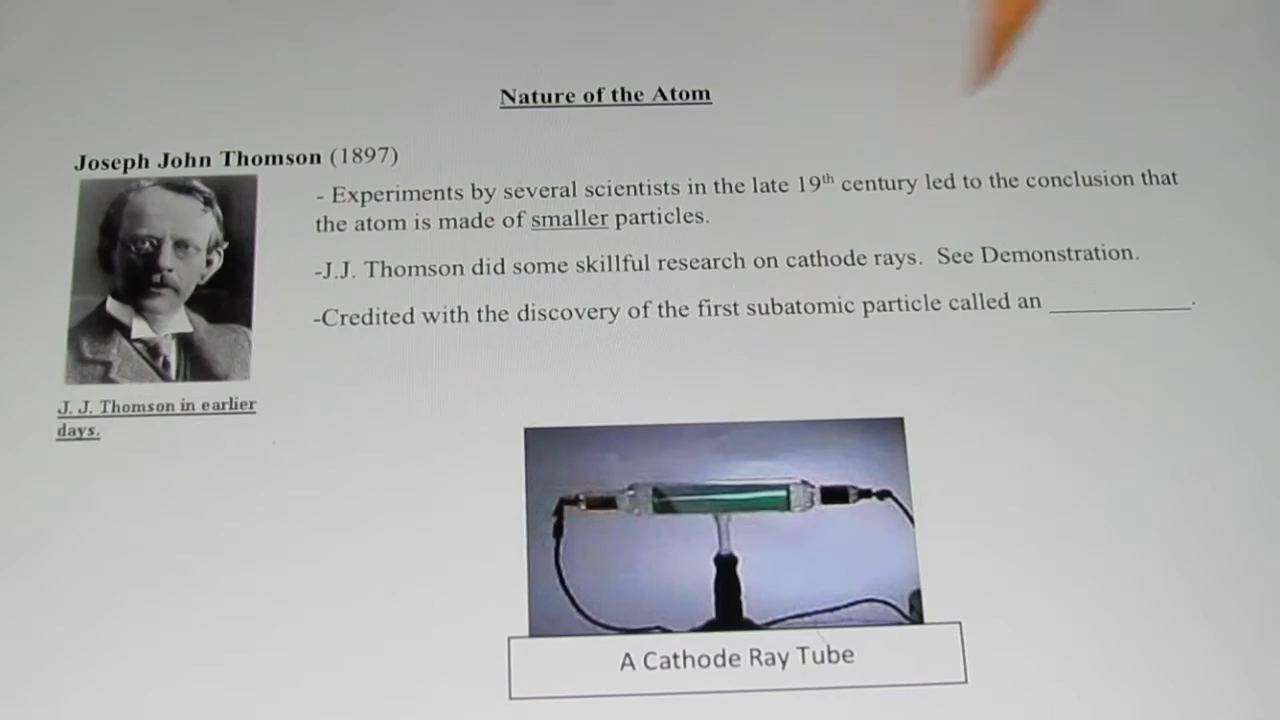 Nature of the Atom
Joseph John Thomson (1897)
- Experiments by several scientists in the late 19th century led to the conclusion that
the atom is made of smaller particles.
-J.J. Thomson did some skillful research on cathode rays. See Demonstration.
-Credited with the discovery of the first subatomic particle called an __________.
J. J. Thomson in earlier
days.
A Cathode Ray Tube